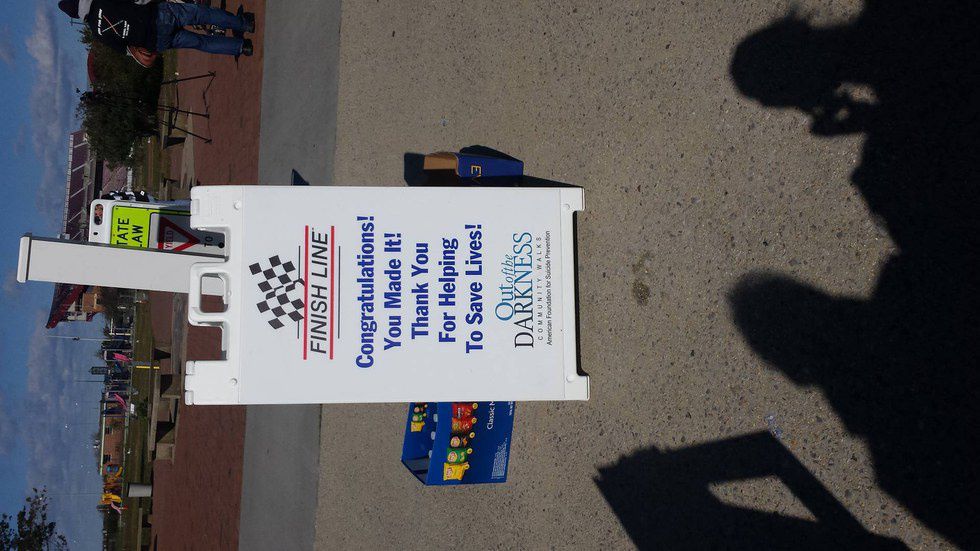 FINISH LINE
Congratulations!
You Made It!
Thank You
For Helping
To Save Lives!
Out of the
DARKNESS
COMMUNITY WALKS
American Foundation for Suicide Prevention
STATE
LAW
Classic